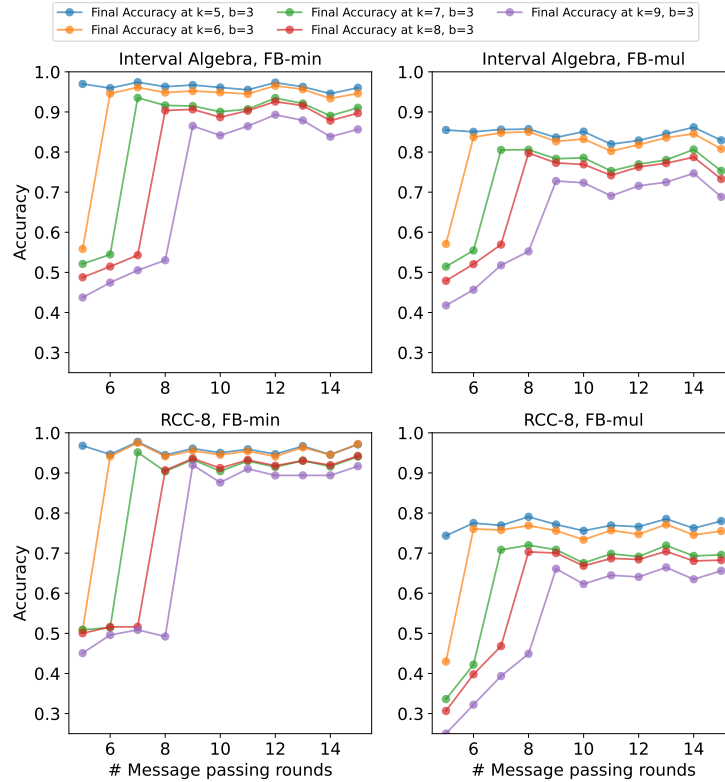 Final Accuracy at k=5, b=3
Final Accuracy at k=6, b=3
Final Accuracy at k=7, b=3
Final Accuracy at k=8, b=3
Final Accuracy at k=9, b=3
Interval Algebra, FB-min
Accuracy
1.0
0.9
0.8
0.7
0.6
0.5
0.4
0.3
6 8 10 12 14
Interval Algebra, FB-mul
1.0
0.9
0.8
0.7
0.6
0.5
0.4
0.3
6 8 10 12 14
RCC-8, FB-min
Accuracy
1.0
0.9
0.8
0.7
0.6
0.5
0.4
0.3
6 8 10 12 14
# Message passing rounds
RCC-8, FB-mul
Accuracy
1.0
0.9
0.8
0.7
0.6
0.5
0.4
0.3
6 8 10 12 14
# Message passing rounds